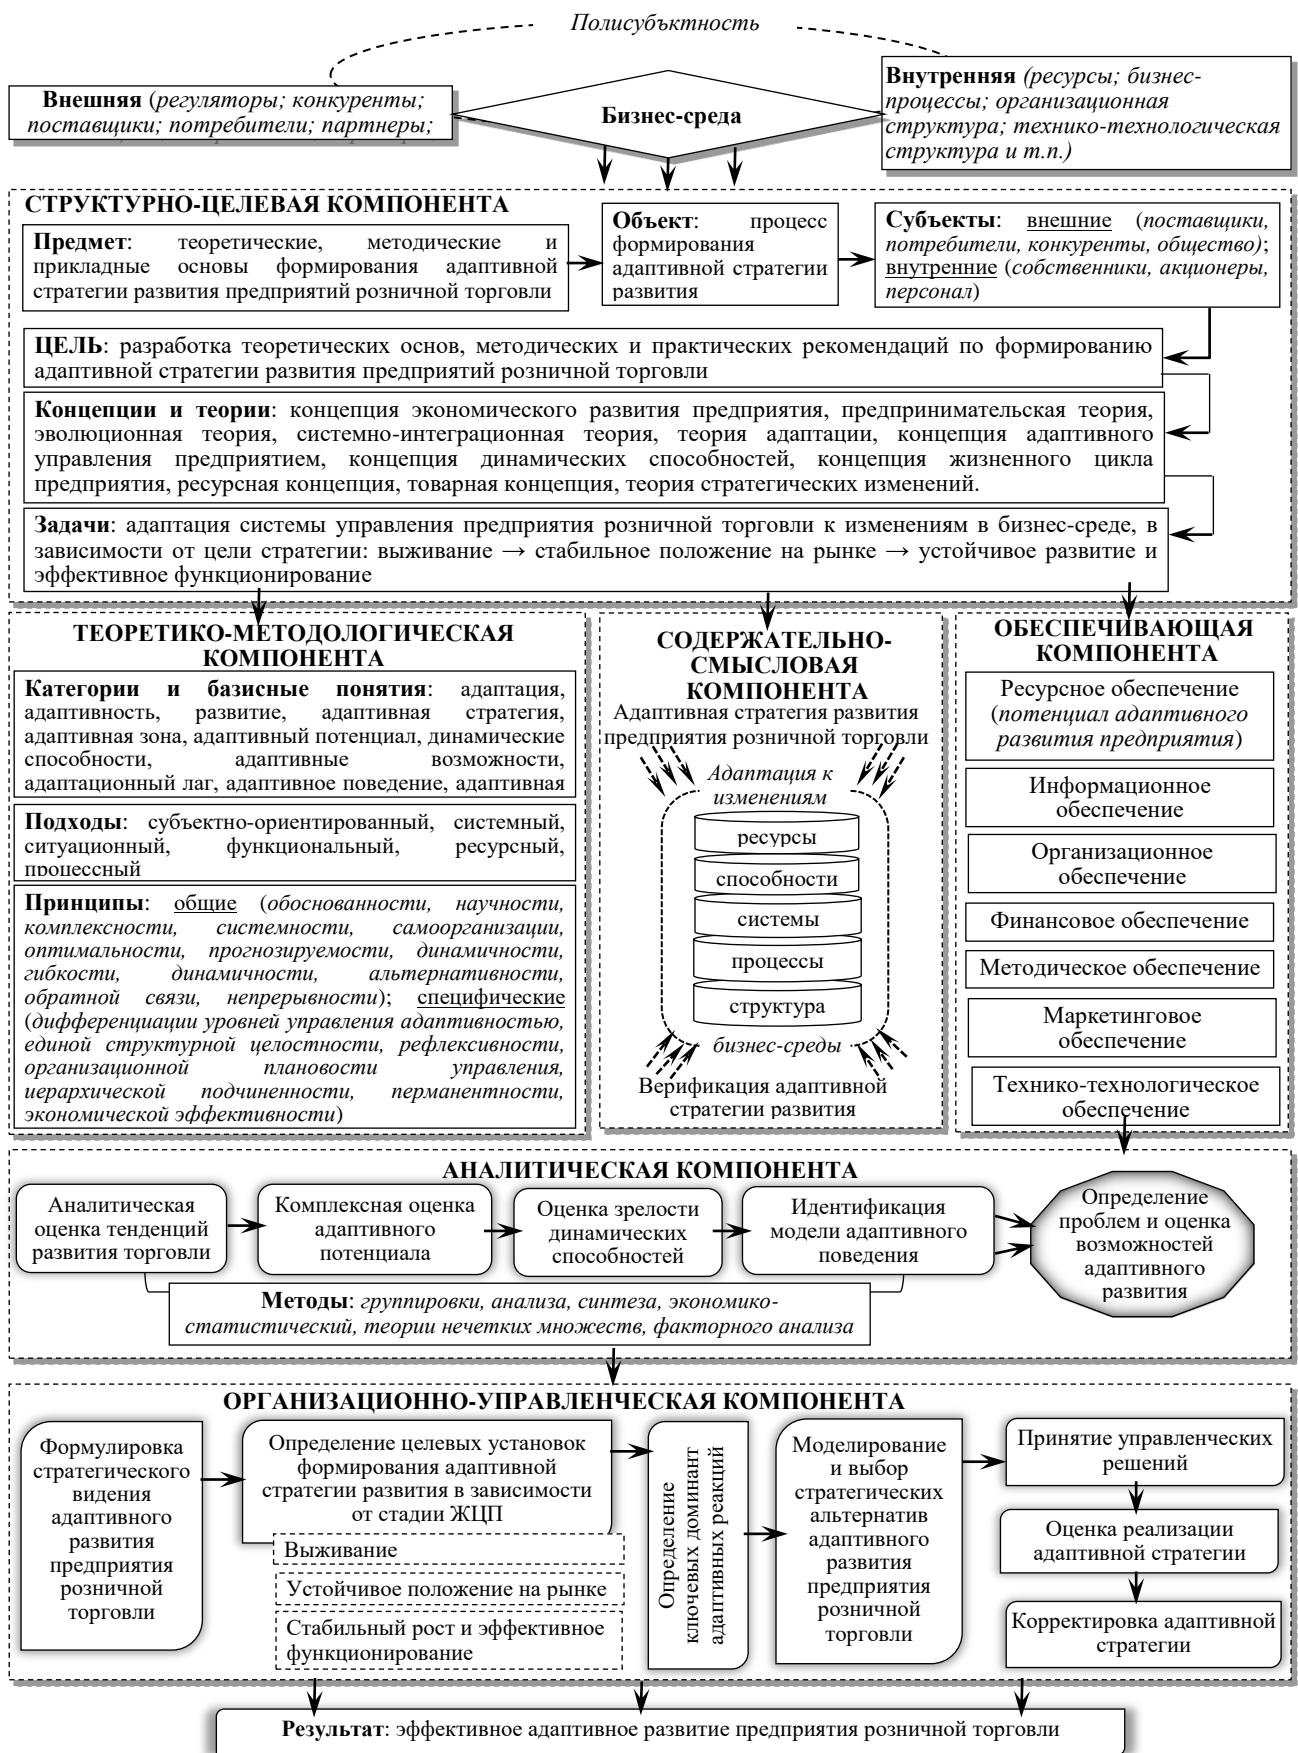 Полисубъктность
Внешняя (регуляторы; конкуренты;
поставщики; потребители; партнеры;
Бизнес-среда
Внутренняя (ресурсы; бизнес-
процессы; организационная
структура; технико-технологическая
структура и т.п.)
СТРУКТУРНО-ЦЕЛЕВАЯ КОМПОНЕНТА
Предмет: теоретические, методические и
прикладные основы формирования адаптивной
стратегии развития предприятий розничной торговли
Объект: процесс
формирования
адаптивной стратегии
развития
Субъекты: внешние (поставщики,
потребители, конкуренты, общество);
внутренние (собственники, акционеры,
персонал)
ЦЕЛЬ: разработка теоретических основ, методических и практических рекомендаций по формированию
адаптивной стратегии развития предприятий розничной торговли
Концепции и теории: концепция экономического развития предприятия, предпринимательская теория,
эволюционная теория, системно-интеграционная теория, теория адаптации, концепция адаптивного
управления предприятием, концепция динамических способностей, концепция жизненного цикла
предприятия, ресурсная концепция, товарная концепция, теория стратегических изменений.
Задачи: адаптация системы управления предприятия розничной торговли к изменениям в бизнес-среде, в
зависимости от цели стратегии: выживание → стабильное положение на рынке → устойчивое развитие и
эффективное функционирование
ТЕОРЕТИКО-МЕТОДОЛОГИЧЕСКАЯ
КОМПОНЕНТА
Категории и базисные понятия: адаптация,
адаптивность, развитие, адаптивная стратегия,
адаптивная зона, адаптивный потенциал, динамические
способности, адаптивные возможности,
адаптационный лаг, адаптивное поведение, адаптивная
Подходы: субъектно-ориентированный, системный,
ситуационный, функциональный, ресурсный,
процессный
Принципы: общие (обоснованности, научности,
комплексности, системности, самоорганизации,
оптимальности, прогнозируемости, динамичности,
гибкости, динамичности, альтернативности,
обратной связи, непрерывности); специфические
(дифференциации уровней управления адаптивностью,
единой структурной целостности, рефлексивности,
организационной плановости управления,
иерархической подчиненности, перманентности,
экономической эффективности)
СОДЕРЖАТЕЛЬНО-
СМЫСЛОВАЯ
КОМПОНЕНТА
Адаптивная стратегия развития
предприятия розничной торговли
Адаптация к
изменениям
ресурсы
способности
системы
процессы
структура
бизнес-среды
Верификация адаптивной
стратегии развития
ОБЕСПЕЧИВАЮЩАЯ
КОМПОНЕНТА
Ресурсное обеспечение
(потенциал адаптивного
развития предприятия)
Информационное
обеспечение
Организационное
обеспечение
Финансовое обеспечение
Методическое обеспечение
Маркетинговое
обеспечение
Технико-технологическое
обеспечение
АНАЛИТИЧЕСКАЯ КОМПОНЕНТА
Аналитическая
оценка тенденций
развития торговли
Комплексная оценка
адаптивного
потенциала
Оценка зрелости
динамических
способностей
Идентификация
модели адаптивного
поведения
Определение
проблем и оценка
возможностей
адаптивного
развития
Методы: группировки, анализа, синтеза, экономико-
статистический, теории нечетких множеств, факторного анализа
ОРГАНИЗАЦИОННО-УПРАВЛЕНЧЕСКАЯ КОМПОНЕНТА
Формулировка
стратегического
видения
адаптивного
развития
предприятия
розничной
торговли
Определение целевых установок
формирования адаптивной
стратегии развития в зависимости
от стадии ЖЦП
Выживание
Устойчивое положение на рынке
Стабильный рост и эффективное
функционирование
Определение
ключевых доминант
адаптивных реакций
Моделирование
и выбор
стратегических
альтернатив
адаптивного
развития
предприятия
розничной
торговли
Принятие управленческих
решений
Оценка реализации
адаптивной стратегии
Корректировка адаптивной
стратегии
Результат: эффективное адаптивное развитие предприятия розничной торговли